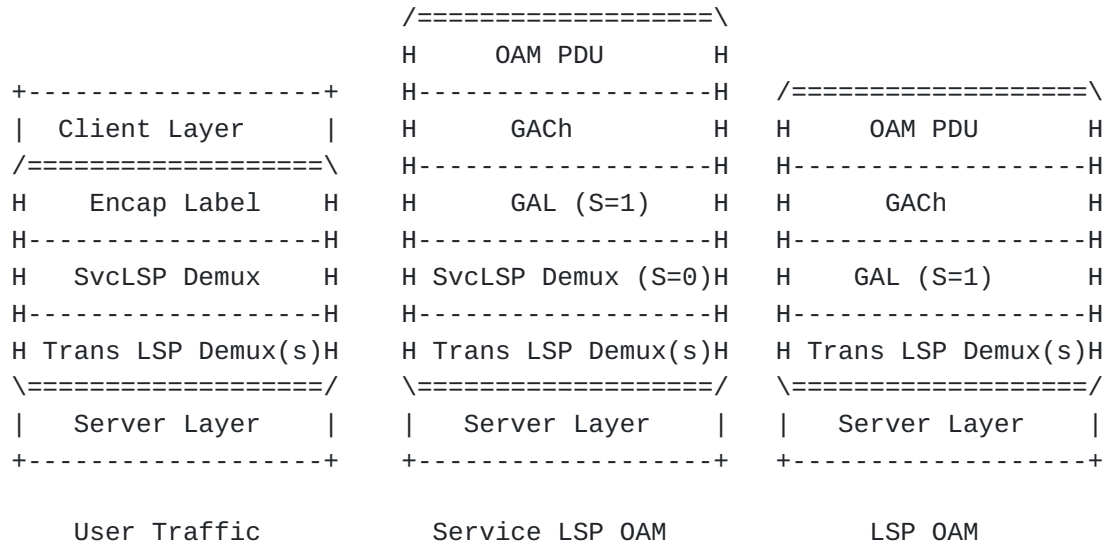 /===================\
                          H     OAM PDU       H
+-------------------+     H-------------------H    /===================\
|  Client Layer     |     H      GACh         H    H     OAM PDU       H
/===================\     H-------------------H    H-------------------H
H    Encap Label    H     H      GAL (S=1)    H    H      GACh         H
H-------------------H     H-------------------H    H-------------------H
H   SvcLSP Demux    H     H SvcLSP Demux (S=0)H    H    GAL (S=1)      H
H-------------------H     H-------------------H    H-------------------H
H Trans LSP Demux(s)H     H Trans LSP Demux(s)H    H Trans LSP Demux(s)H
\===================/     \===================/    \===================/
|   Server Layer    |     |   Server Layer    |    |   Server Layer    |
+-------------------+     +-------------------+    +-------------------+

    User Traffic            Service LSP OAM              LSP OAM